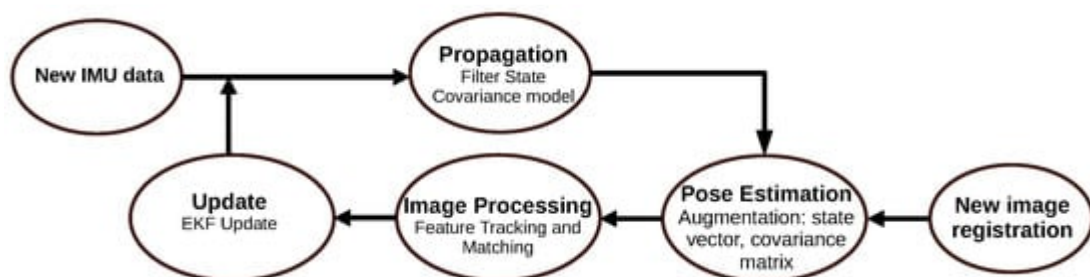 New IMU data
Propagation
Filter State
Covariance model
Update
EKF Update
Image Processing
Feature Tracking and
Matching
Pose Estimation
Augmentation: state
vector, covariance
matrix
New image
registration